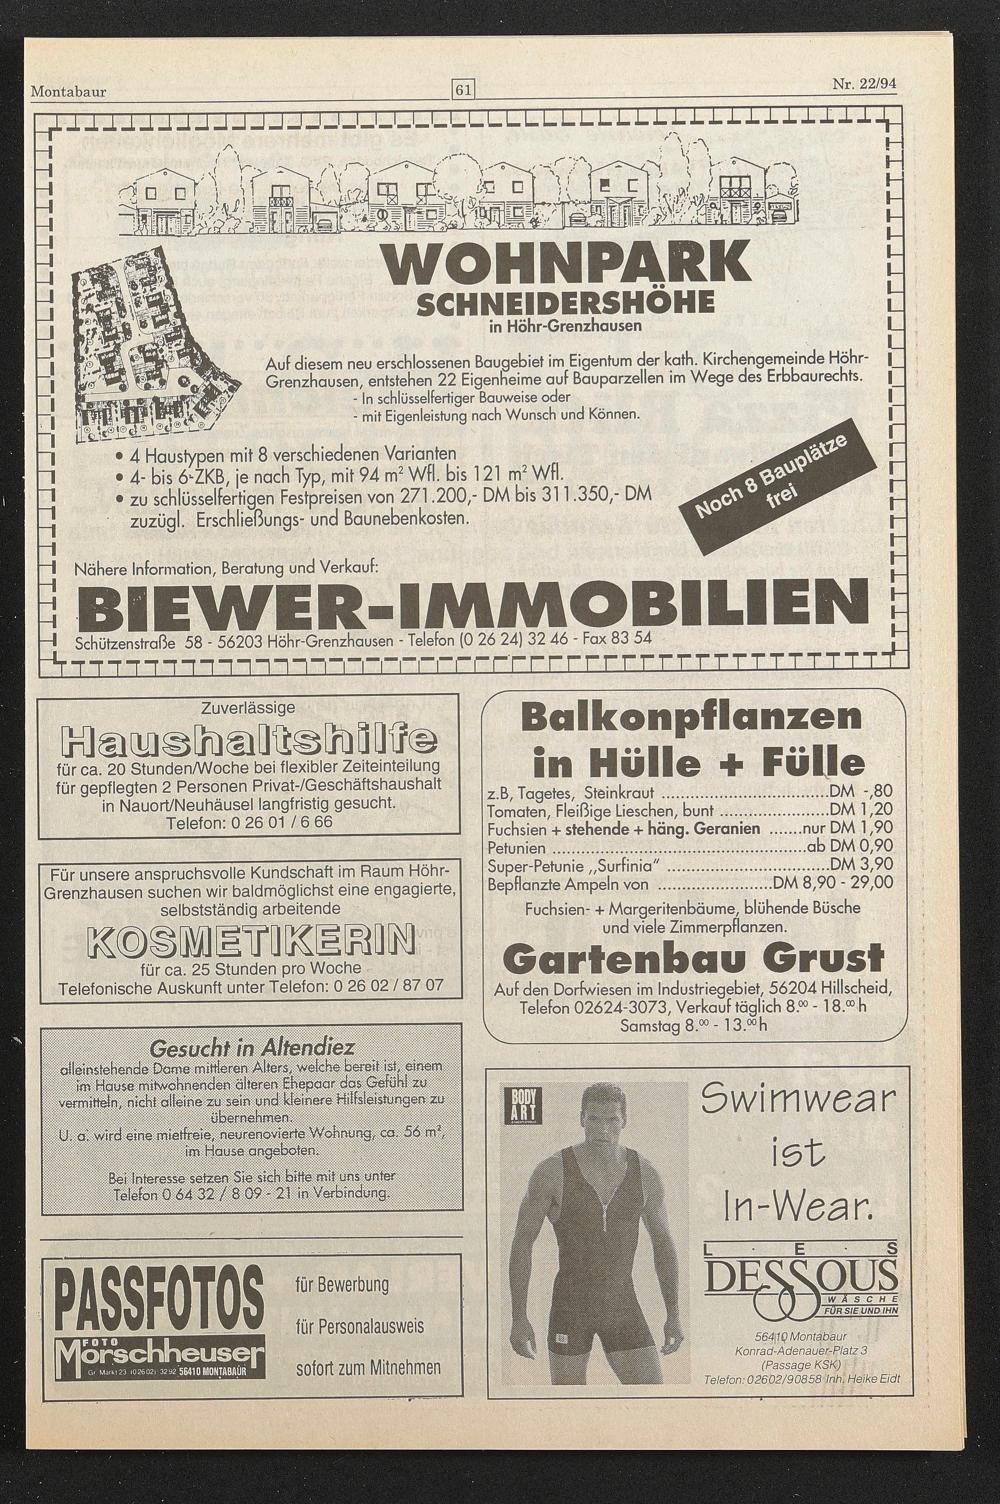 Montabaur
61
Nr. 22/94
WOHNPARK
SCHNEIDERSHÖHE
in Höhr-Grenzhausen
Auf diesem neu erschlossenen Baugebiet im Eigentum der kath. Kirchengemeinde Höhr-
Grenzhausen, entstehen 22 Eigenheime auf Bauparzellen im Wege des Erbbaurechts.
- In schlüsselfertiger Bauweise oder
- mit Eigenleistung nach Wunsch und Können.
• 4 Haustypen mit 8 verschiedenen Varianten
• 4- bis 6-ZKB, je nach Typ, mit 94 m² Wfl. bis 121 m² Wfl.
• zu schlüsselfertigen Festpreisen von 271.200,- DM bis 311.350,- DM
zuzügl. Erschließungs- und Baunebenkosten.
Noch 8 Bauplätze
frei
Nähere Information, Beratung und Verkauf:
BIEWER-IMMOBILIEN
Schützenstraße 58 - 56203 Höhr-Grenzhausen - Telefon (0 26 24) 32 46 - Fax 83 54
Zuverlässige
Haushaltshilfe
für ca. 20 Stunden/Woche bei flexibler Zeiteinteilung
für gepflegten 2 Personen Privat-/Geschäftshaushalt
in Nauort/Neuhäusel langfristig gesucht.
Telefon: 0 26 01 / 6 66
Für unsere anspruchsvolle Kundschaft im Raum Höhr-
Grenzhausen suchen wir baldmöglichst eine engagierte,
selbstständig arbeitende
KOSMETIKERIN
für ca. 25 Stunden pro Woche
Telefonische Auskunft unter Telefon: 0 26 02 / 87 07
Gesucht in Altendiez
alleinstehende Dame mittleren Alters, welche bereit ist, einem
im Hause mitwohnenden älteren Ehepaar das Gefühl zu
vermitteln, nicht alleine zu sein und kleinere Hilfsleistungen zu
übernehmen.
U. a. wird eine mietfreie, neurenovierte Wohnung, ca. 56 m²,
im Hause angeboten.
Bei Interesse setzen Sie sich bitte mit uns unter
Telefon 0 64 32 / 8 09 - 21 in Verbindung.
PASSFOTOS
FOTO
Morschheuser
Gr. Markt 23 (02602) 3292 56410 MONTABAUR
für Bewerbung
für Personalausweis
sofort zum Mitnehmen
Balkonpflanzen
in Hülle + Fülle
z.B, Tagetes, Steinkraut ..............................DM -,80
Tomaten, Fleißige Lieschen, bunt ....................DM 1,20
Fuchsien + stehende + häng. Geranien .......nur DM 1,90
Petunien ..................................................ab DM 0,90
Super-Petunie „Surfinia“ .............................DM 3,90
Bepflanzte Ampeln von ....................DM 8,90 - 29,00
Fuchsien- + Margeritenbäume, blühende Büsche
und viele Zimmerpflanzen.
Gartenbau Grust
Auf den Dorfwiesen im Industriegebiet, 56204 Hillscheid,
Telefon 02624-3073, Verkauf täglich 8.00 - 18.00 h
Samstag 8.00 - 13.00 h
BODY
ART
Swimwear
ist
In-Wear.
L · E · S
DESSOUS
WÄSCHE
FÜR SIE UND IHN
56410 Montabaur
Konrad-Adenauer-Platz 3
(Passage KSK)
Telefon: 02602/90858 Inh. Heike Eidt